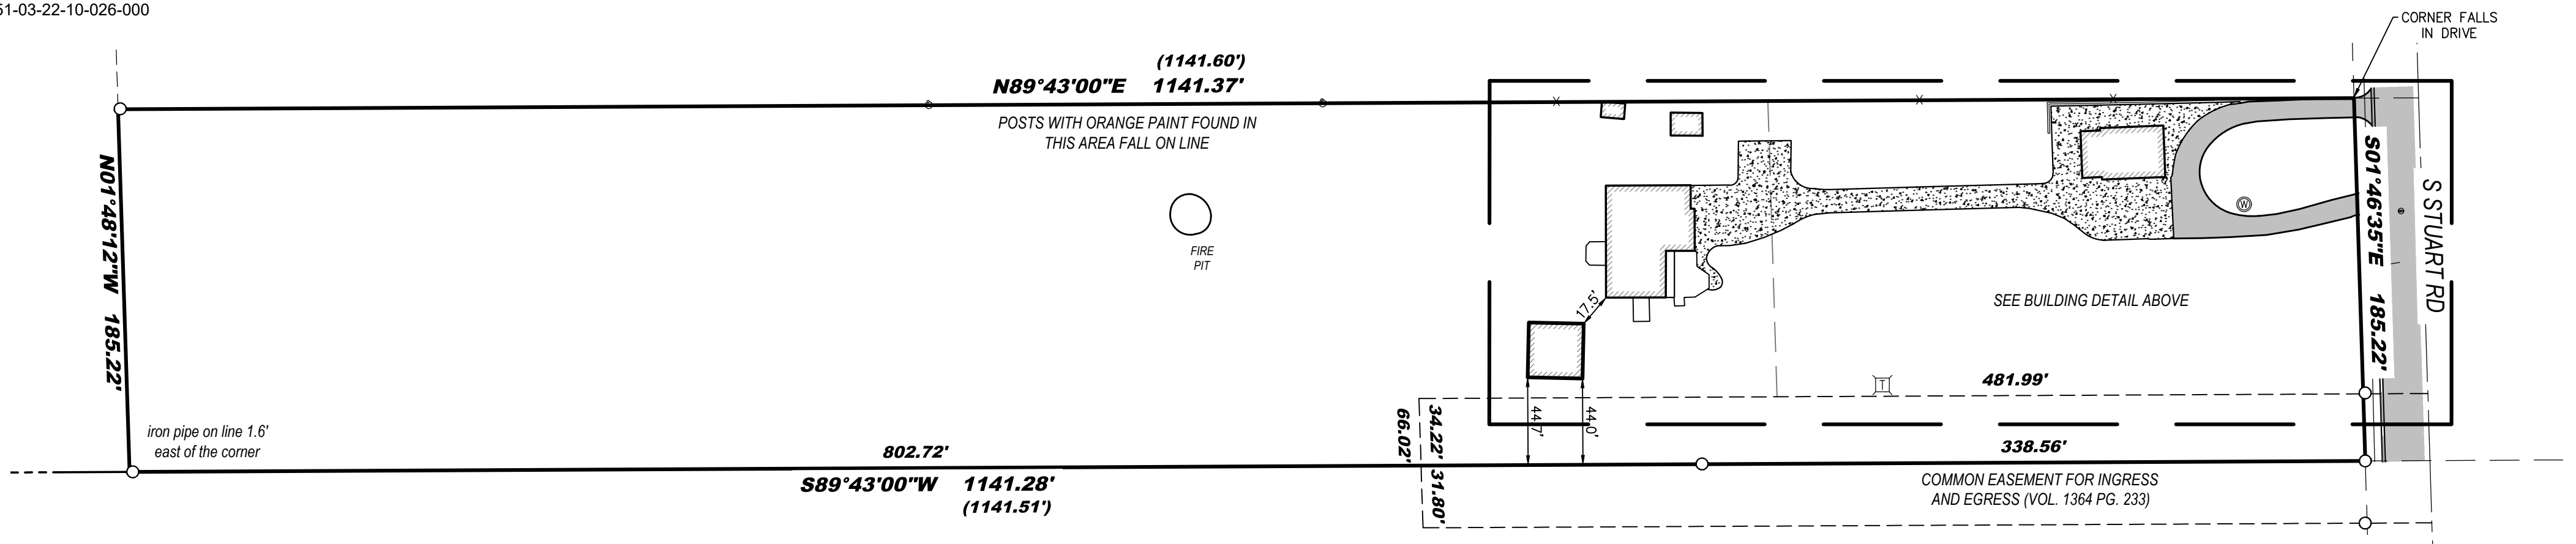 51-03-22-10-026-000
CORNER FALLS
IN DRIVE
(1141.60')
N89°43'00"E 1141.37'
POSTS WITH ORANGE PAINT FOUND IN
THIS AREA FALL ON LINE
N01°48'12"W 185.22'
FIRE
PIT
17.5'
W
S01°46'35"E 185.22'
S STUART RD
SEE BUILDING DETAIL ABOVE
T
481.99'
44.7'
44.0'
34.22'
66.02'
31.80'
iron pipe on line 1.6'
east of the corner
802.72'
338.56'
S89°43'00"W 1141.28'
(1141.51')
COMMON EASEMENT FOR INGRESS
AND EGRESS (VOL. 1364 PG. 233)